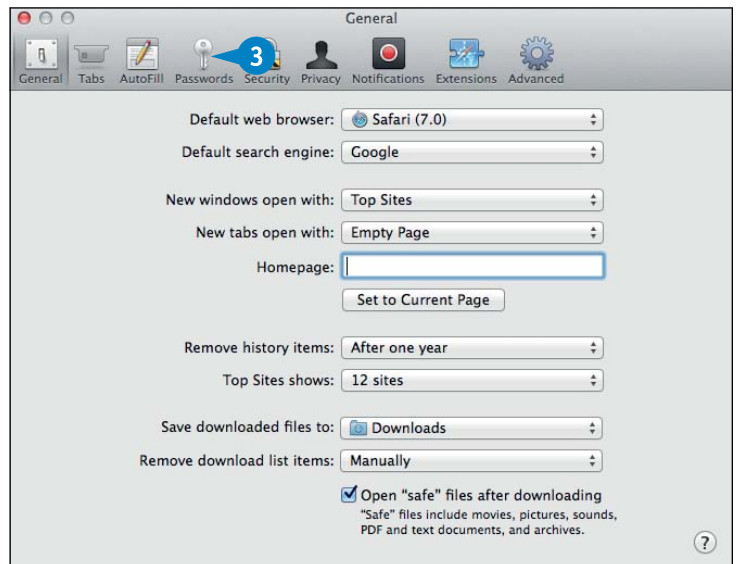 General
General Tabs AutoFill Passwords Security Privacy Notifications Extensions Advanced
3
Default web browser: Safari (7.0)
Default search engine: Google
New windows open with: Top Sites
New tabs open with: Empty Page
Homepage:
Set to Current Page
Remove history items: After one year
Top Sites shows: 12 sites
Save downloaded files to: Downloads
Remove download list items: Manually
Open "safe" files after downloading
"Safe" files include movies, pictures, sounds,
PDF and text documents, and archives.
?